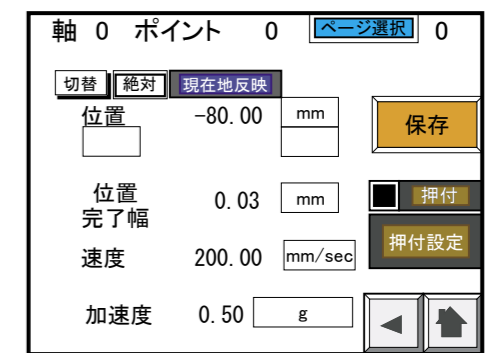 軸 0 ポイント 0 ページ選択 0
切替 絶対 現在地反映
位置 -80.00 mm
保存
位置
完了幅 0.03 mm
押付
押付設定
速度 200.00 mm/sec
加速度 0.50 g